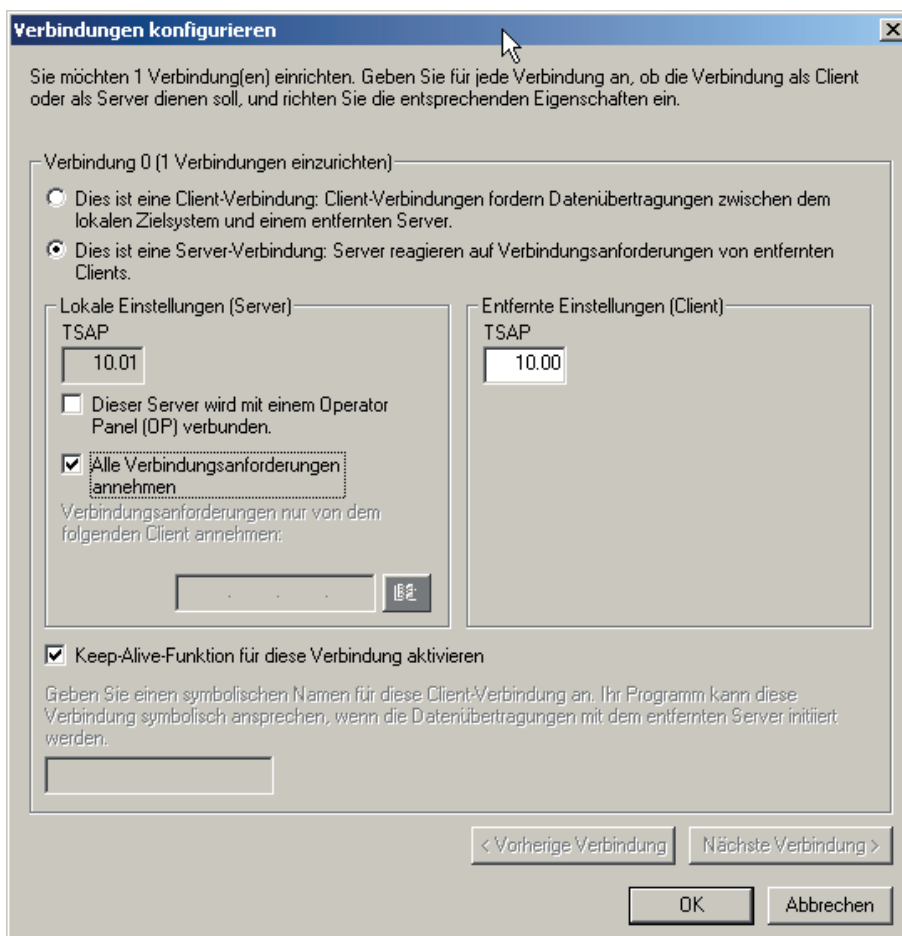 Verbindungen konfigurieren
Sie möchten 1 Verbindung(en) einrichten. Geben Sie für jede Verbindung an, ob die Verbindung als Client
oder als Server dienen soll, und richten Sie die entsprechenden Eigenschaften ein.
Verbindung 0 (1 Verbindungen einzurichten)
Dies ist eine Client-Verbindung: Client-Verbindungen fordern Datenübertragungen zwischen dem
lokalen Zielsystem und einem entfernten Server.
Dies ist eine Server-Verbindung: Server reagieren auf Verbindungsanforderungen von entfernten
Clients.
Lokale Einstellungen (Server)
TSAP
10.01
Dieser Server wird mit einem Operator
Panel (OP) verbunden.
Alle Verbindungsanforderungen
annehmen
Verbindungsanforderungen nur von dem
folgenden Client annehmen:
Entfernte Einstellungen (Client)
TSAP
10.00
Keep-Alive-Funktion für diese Verbindung aktivieren
Geben Sie einen symbolischen Namen für diese Client-Verbindung an. Ihr Programm kann diese
Verbindung symbolisch ansprechen, wenn die Datenübertragungen mit dem entfernten Server initiiert
werden.
< Vorherige Verbindung
Nächste Verbindung >
OK
Abbrechen